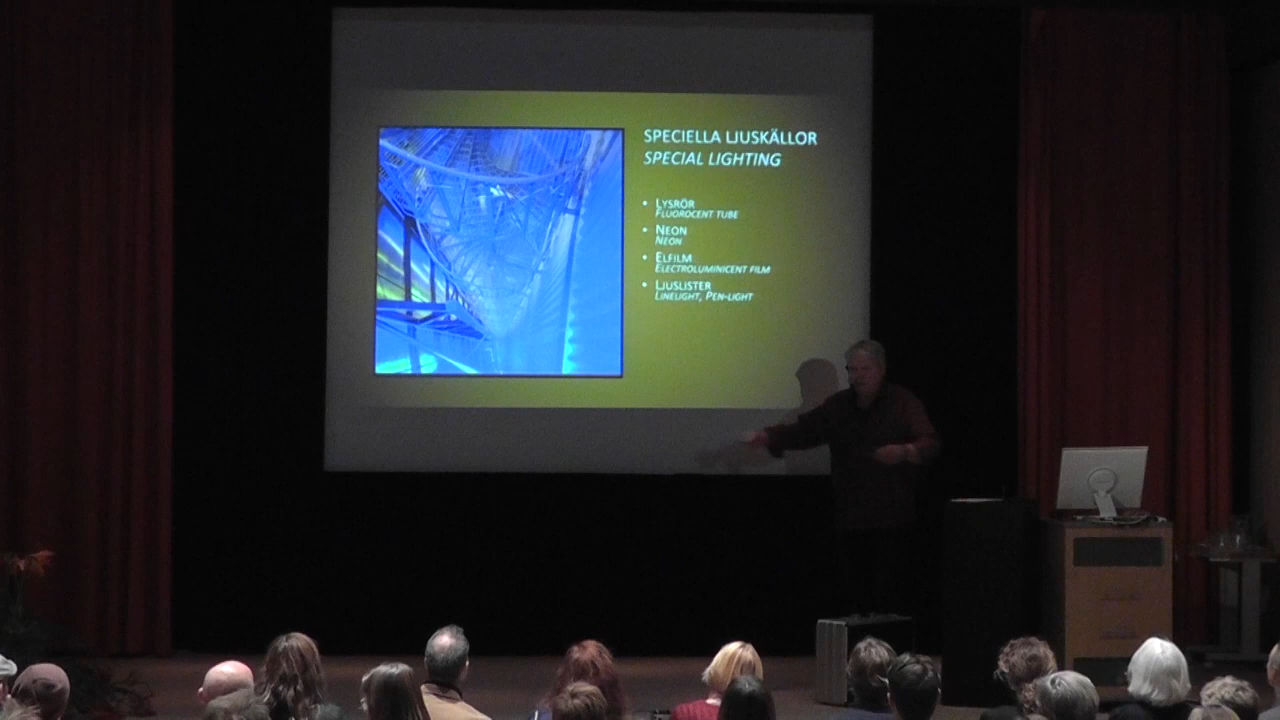 SPECIELLA LJUSKÄLLOR
SPECIAL LIGHTING
• LYSRÖR
FLUOROCENT TUBE
• NEON
NEON
• ELFILM
ELECTROLUMINICENT FILM
• LJUSLISTER
LINELIGHT, PEN-LIGHT